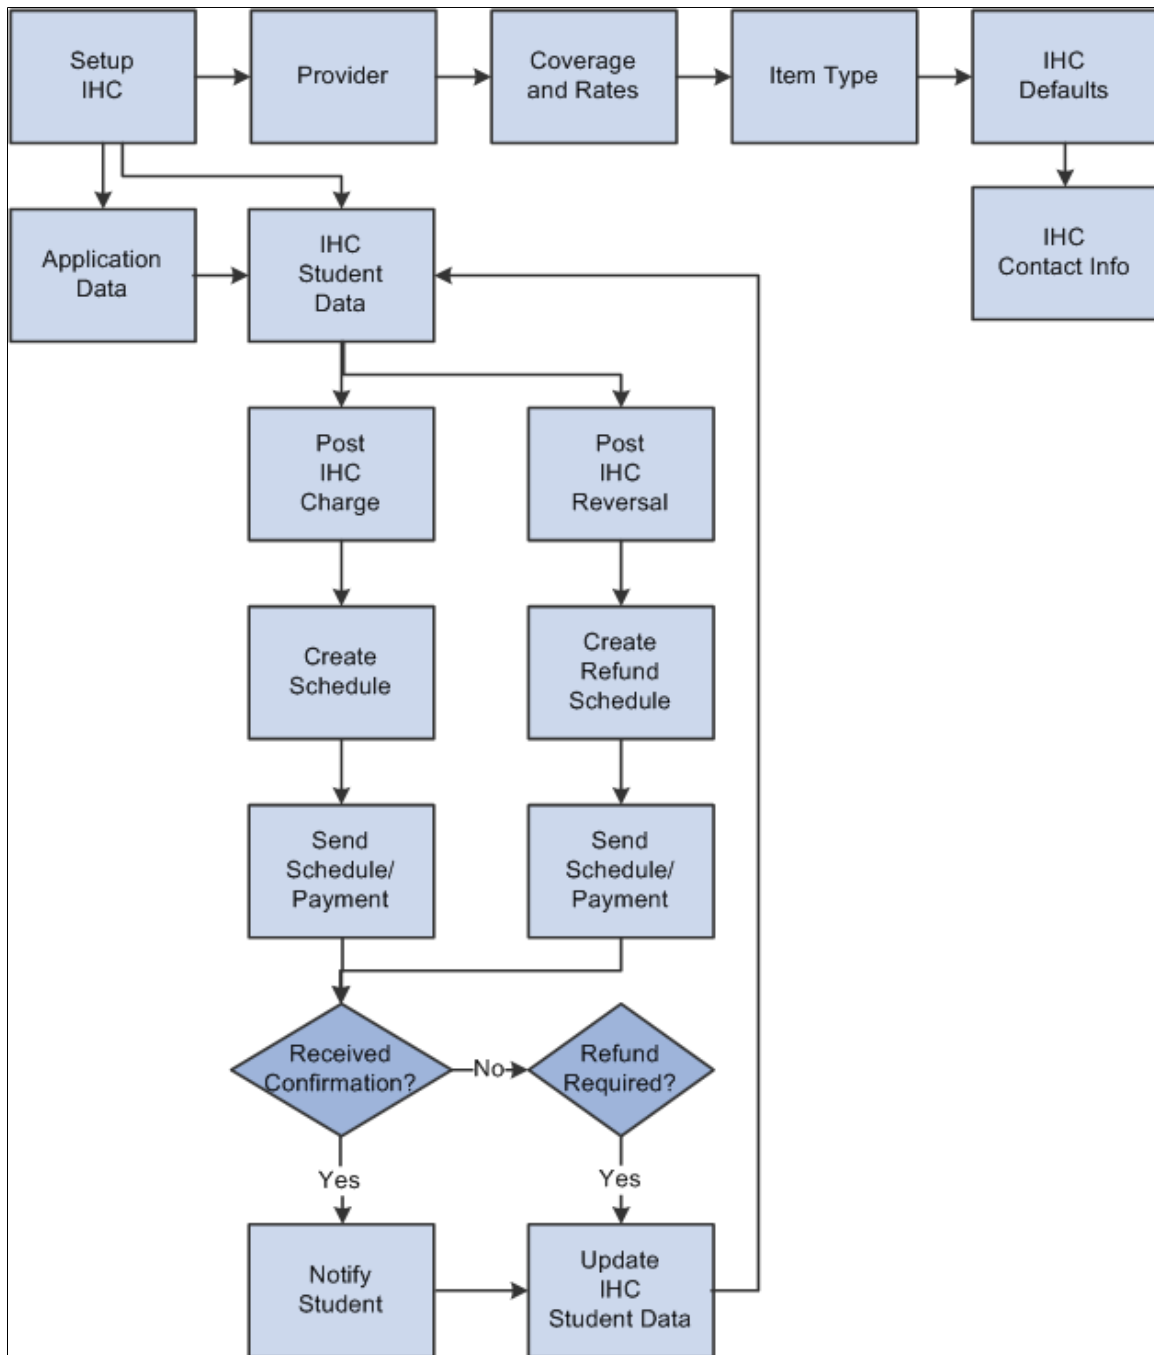 Setup
IHC
Provider
Coverage
and Rates
Item Type
IHC
Defaults
Application
Data
IHC
Student
Data
IHC
Contact Info
Post
IHC
Charge
Post
IHC
Reversal
Create
Schedule
Create
Refund
Schedule
Send
Schedule/
Payment
Send
Schedule/
Payment
Received
Confirmation?
No
Refund
Required?
Yes
Yes
Notify
Student
Update
IHC
Student Data